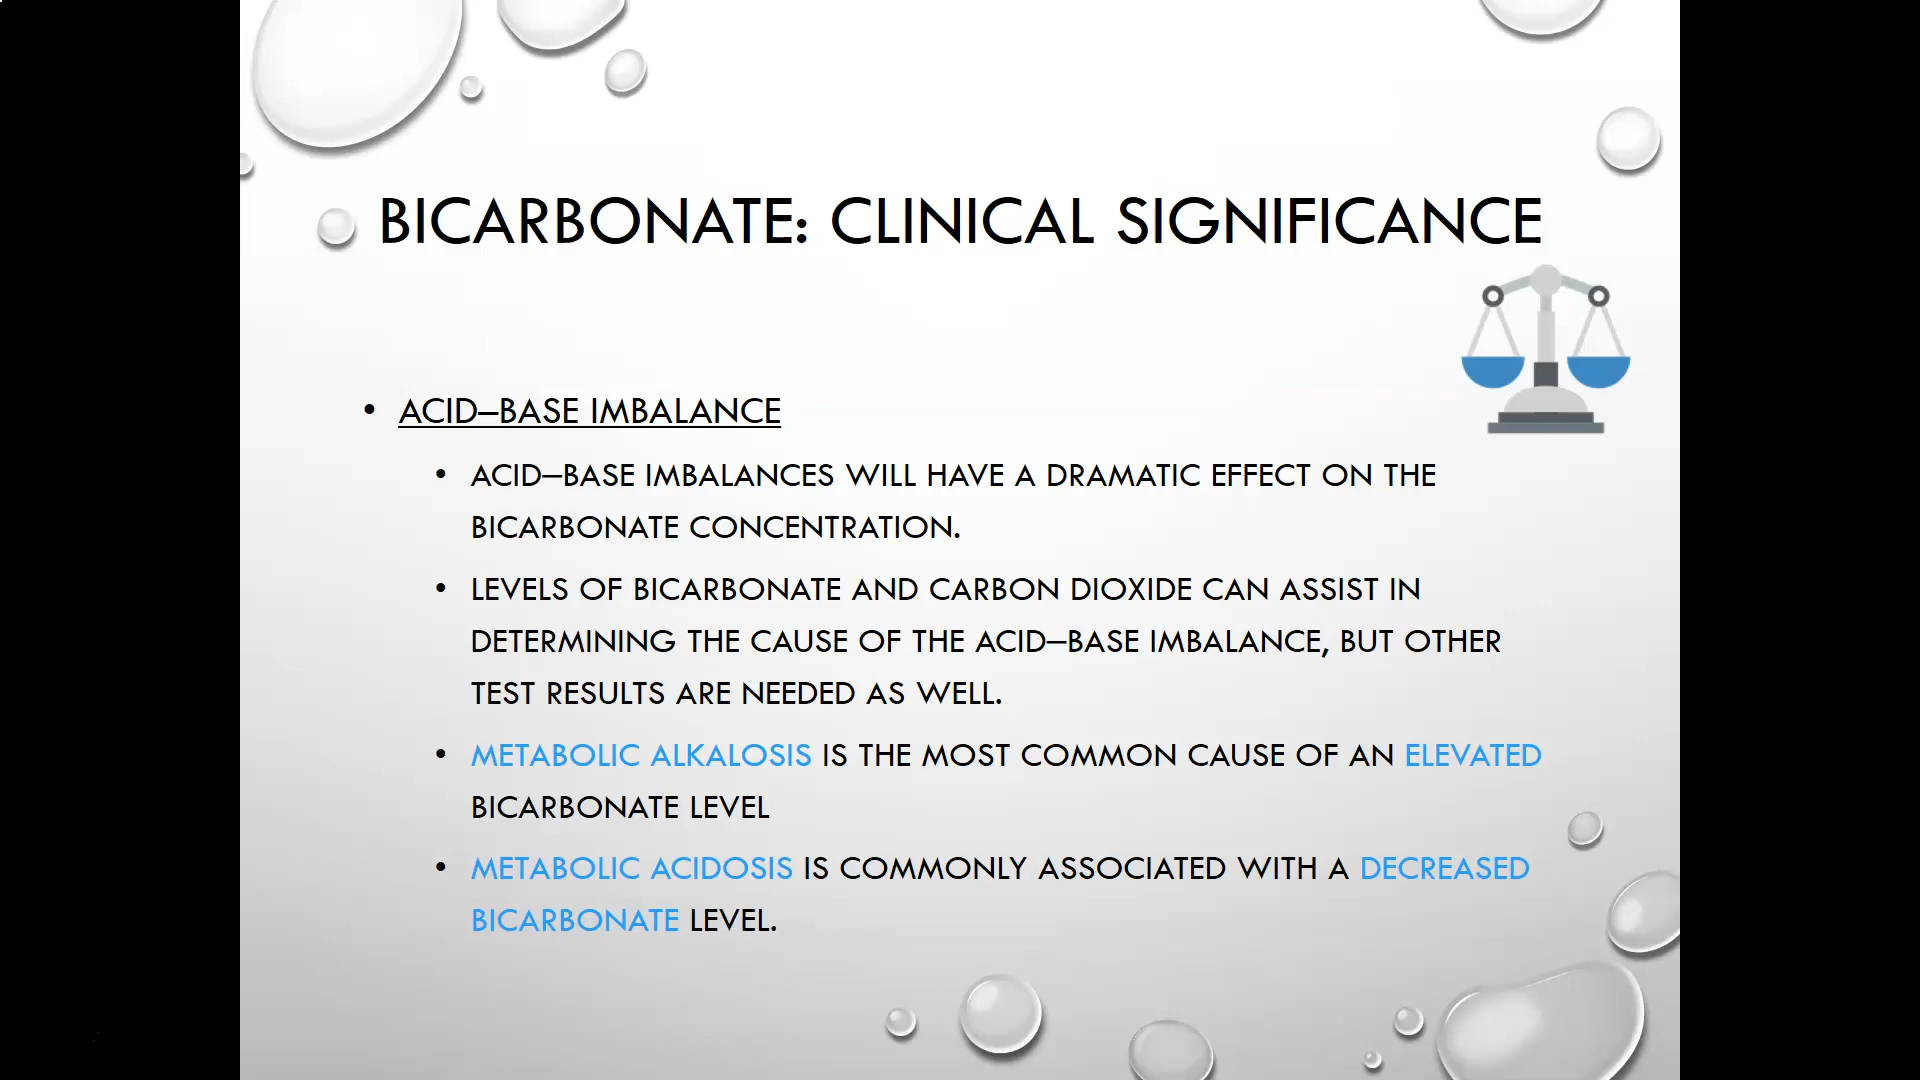 BICARBONATE: CLINICAL SIGNIFICANCE
• ACID–BASE IMBALANCE
• ACID–BASE IMBALANCES WILL HAVE A DRAMATIC EFFECT ON THE
BICARBONATE CONCENTRATION.
• LEVELS OF BICARBONATE AND CARBON DIOXIDE CAN ASSIST IN
DETERMINING THE CAUSE OF THE ACID–BASE IMBALANCE, BUT OTHER
TEST RESULTS ARE NEEDED AS WELL.
• METABOLIC ALKALOSIS IS THE MOST COMMON CAUSE OF AN ELEVATED
BICARBONATE LEVEL
• METABOLIC ACIDOSIS IS COMMONLY ASSOCIATED WITH A DECREASED
BICARBONATE LEVEL.